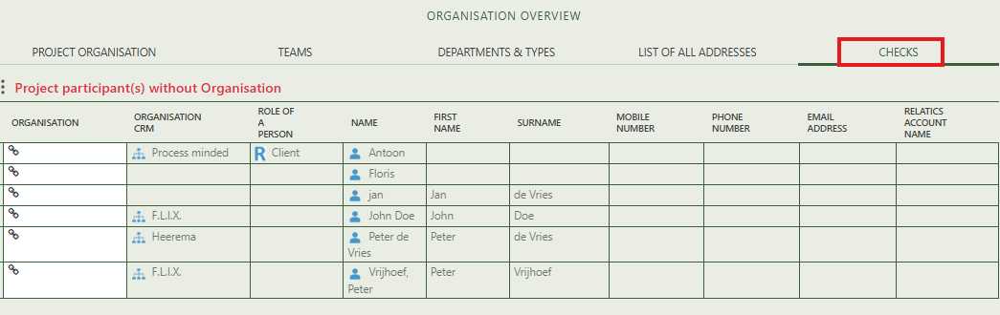 ORGANISATION OVERVIEW
PROJECT ORGANISATION TEAMS DEPARTMENTS & TYPES LIST OF ALL ADDRESSES CHECKS
Project participant(s) without Organisation
ORGANISATION
ORGANISATION
CRM
ROLE OF
A
PERSON
NAME
FIRST
NAME
SURNAME
MOBILE
NUMBER
PHONE
NUMBER
EMAIL
ADDRESS
RELATICS
ACCOUNT
NAME
Process minded R Client Antoon
Floris
jan Jan de Vries
F.L.I.X. John Doe John Doe
Heerema Peter de
Vries
Peter de Vries
F.L.I.X. Vrijhoef,
Peter
Peter Vrijhoef